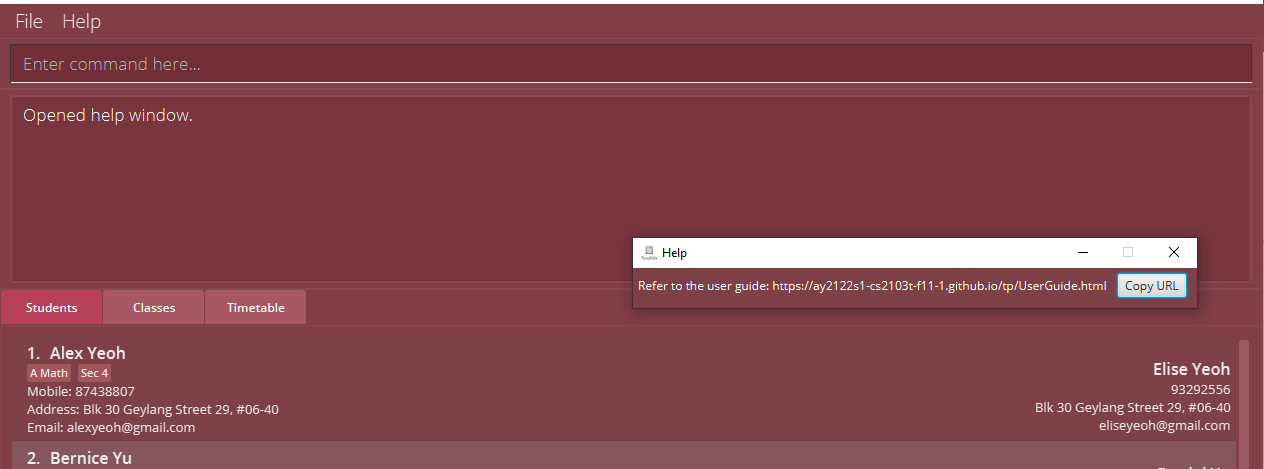 File Help
Enter command here...
Opened help window.
Help
Refer to the user guide: https://ay2122s1-cs2103t-f11-1.github.io/tp/UserGuide.html Copy URL
Students Classes Timetable
1. Alex Yeoh
A Math Sec 4
Mobile: 87438807
Address: Blk 30 Geylang Street 29, #06-40
Email: alexyeoh@gmail.com
Elise Yeoh
93292556
Blk 30 Geylang Street 29, #06-40
eliseyeoh@gmail.com
2. Bernice Yu